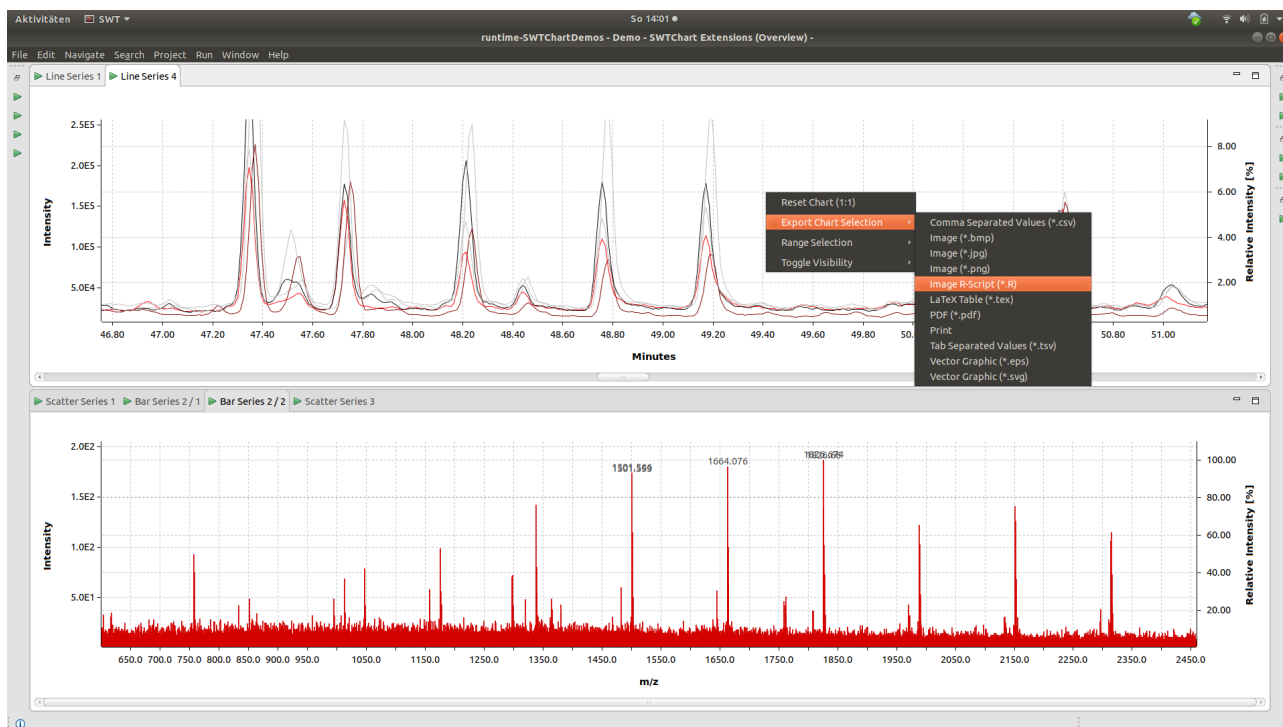 Aktivitäten SWT So 14:01
runtime-SWTChartDemos - Demo - SWTChart Extensions (Overview) -
File Edit Navigate Search Project Run Window Help
Line Series 1 Line Series 4
2.5E5
2.0E5
1.5E5
1.0E5
5.0E4
Intensity
8.00
6.00
4.00
2.00
Relative Intensity [%]
Reset Chart (1:1)
Export Chart Selection
Range Selection
Toggle Visibility
Comma Separated Values (*.csv)
Image (*.bmp)
Image (*.jpg)
Image (*.png)
Image R-Script (*.R)
LaTeX Table (*.tex)
PDF (*.pdf)
Print
Tab Separated Values (*.tsv)
Vector Graphic (*.eps)
Vector Graphic (*.svg)
46.80 47.00 47.20 47.40 47.60 47.80 48.00 48.20 48.40 48.60 48.80 49.00 49.20 49.40 49.60 49.80 50.80 51.00
Minutes
Scatter Series 1 Bar Series 2 / 1 Bar Series 2 / 2 Scatter Series 3
2.0E2
1.5E2
1.0E2
5.0E1
Intensity
1664.076
100.00
80.00
60.00
40.00
20.00
Relative Intensity [%]
650.0 700.0 750.0 800.0 850.0 900.0 950.0 1050.0 1150.0 1250.0 1350.0 1450.0 1550.0 1650.0 1750.0 1850.0 1950.0 2050.0 2150.0 2250.0 2350.0 2450.0
m/z